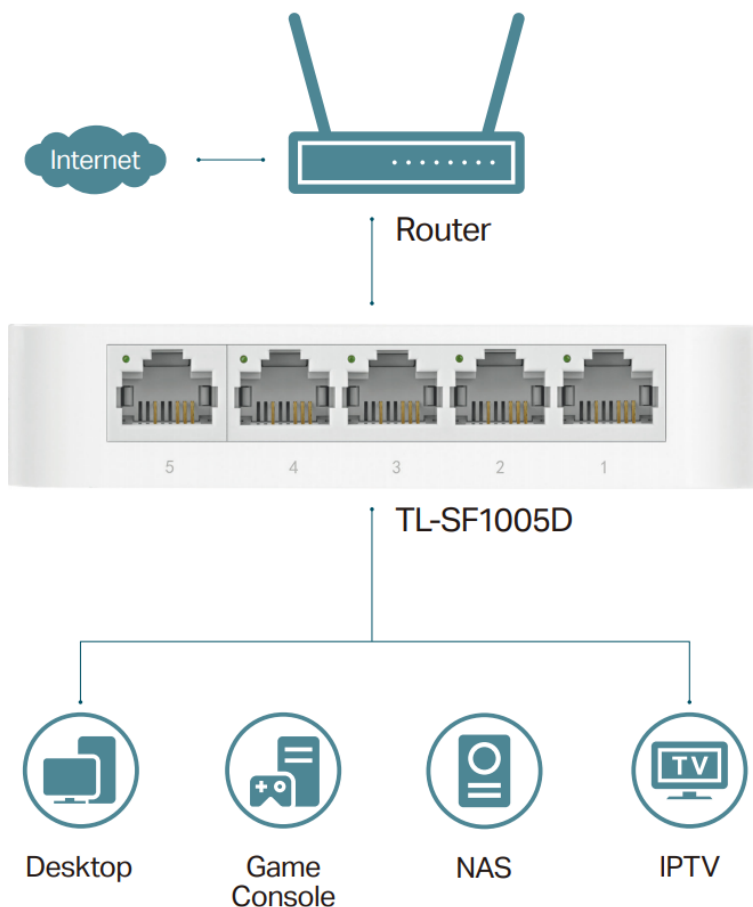 Internet
Router
5 4 3 2 1
TL-SF1005D
TV
Desktop
Game
Console
NAS
IPTV